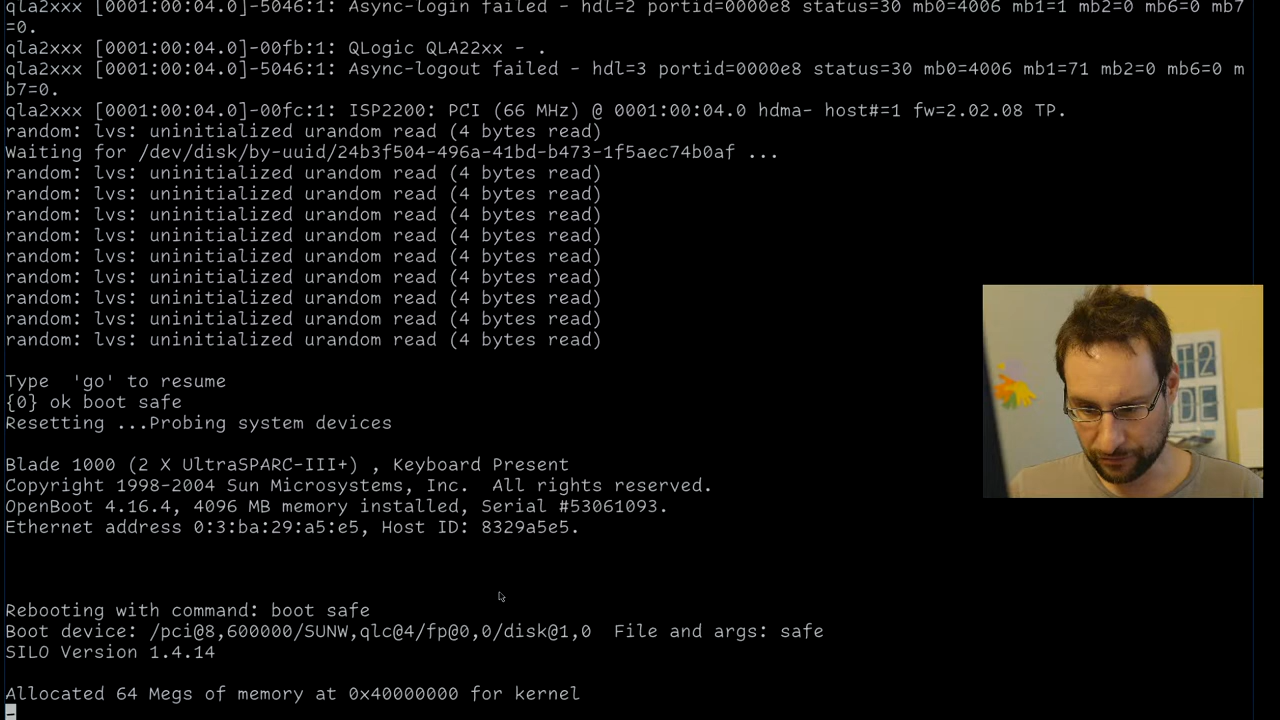 qla2xxx [0001:00:04.0]-5046:1: Async-login failed - hdl=2 portid=0000e8 status=30 mb0=4006 mb1=1 mb2=0 mb6=0 mb7
=0.
qla2xxx [0001:00:04.0]-00fb:1: QLogic QLA22xx - .
qla2xxx [0001:00:04.0]-5046:1: Async-logout failed - hdl=3 portid=0000e8 status=30 mb0=4006 mb1=71 mb2=0 mb6=0 m
b7=0.
qla2xxx [0001:00:04.0]-00fc:1: ISP2200: PCI (66 MHz) @ 0001:00:04.0 hdma- host#=1 fw=2.02.08 TP.
random: lvs: uninitialized urandom read (4 bytes read)
Waiting for /dev/disk/by-uuid/24b3f504-496a-41bd-b473-1f5aec74b0af ...
random: lvs: uninitialized urandom read (4 bytes read)
random: lvs: uninitialized urandom read (4 bytes read)
random: lvs: uninitialized urandom read (4 bytes read)
random: lvs: uninitialized urandom read (4 bytes read)
random: lvs: uninitialized urandom read (4 bytes read)
random: lvs: uninitialized urandom read (4 bytes read)
random: lvs: uninitialized urandom read (4 bytes read)
random: lvs: uninitialized urandom read (4 bytes read)
random: lvs: uninitialized urandom read (4 bytes read)
Type  'go' to resume
{0} ok boot safe
Resetting ...Probing system devices
Blade 1000 (2 X UltraSPARC-III+) , Keyboard Present
Copyright 1998-2004 Sun Microsystems, Inc.  All rights reserved.
OpenBoot 4.16.4, 4096 MB memory installed, Serial #53061093.
Ethernet address 0:3:ba:29:a5:e5, Host ID: 8329a5e5.
Rebooting with command: boot safe
Boot device: /pci@8,600000/SUNW,qlc@4/fp@0,0/disk@1,0  File and args: safe
SILO Version 1.4.14
Allocated 64 Megs of memory at 0x40000000 for kernel
T2
DE